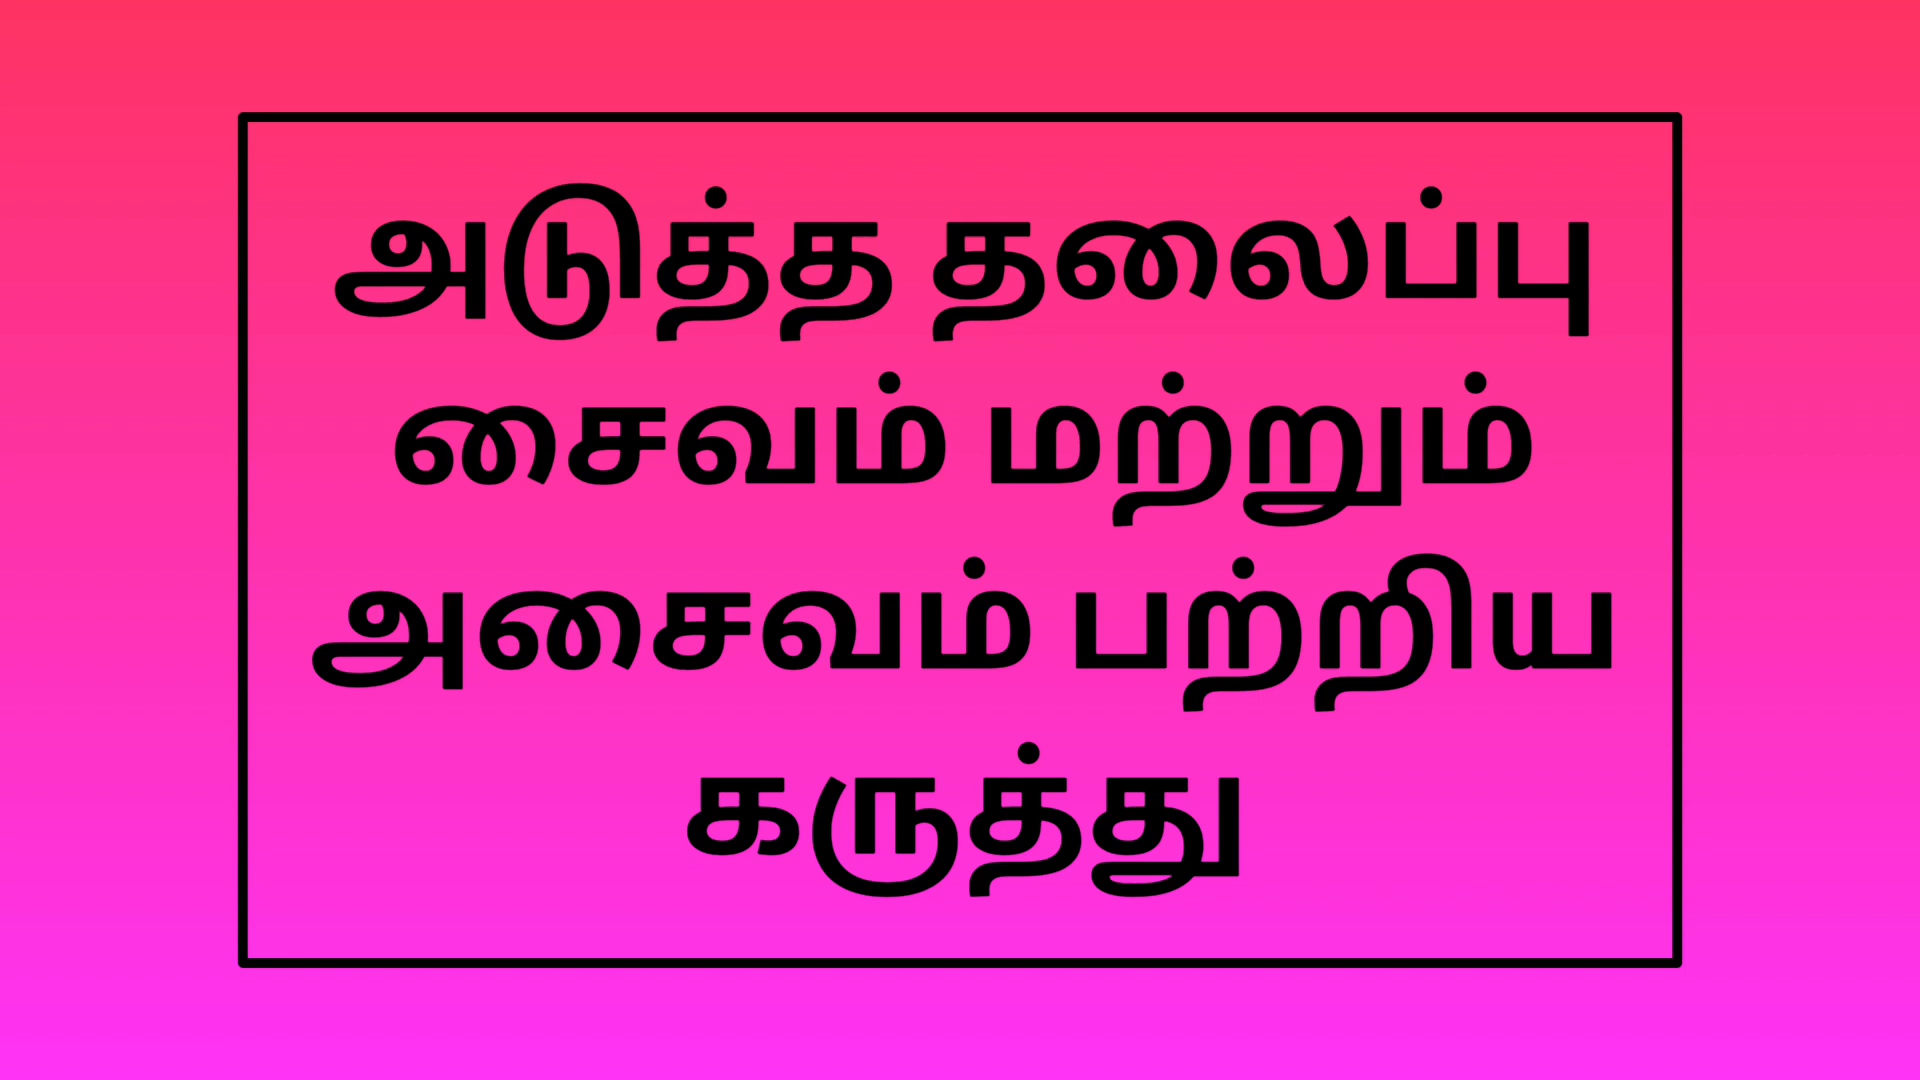 அடுத்த தலைப்பு
சைவம் மற்றும்
அசைவம் பற்றிய
கருத்து